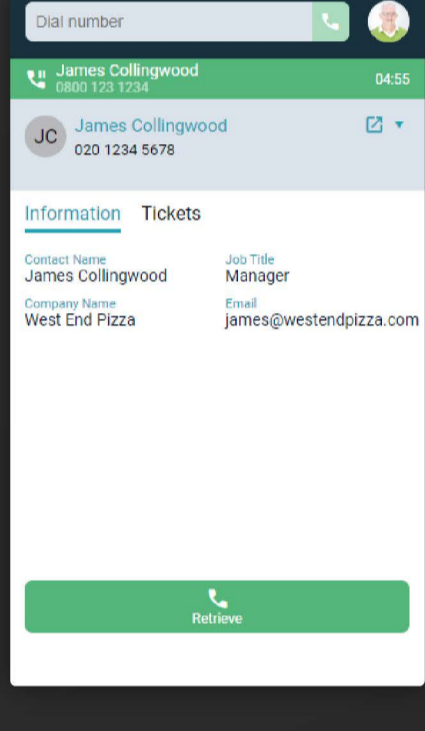 Dial number
James Collingwood
0800 123 1234
04:55
JC
James Collingwood
020 1234 5678
Information Tickets
Contact Name
James Collingwood
Job Title
Manager
Company Name
West End Pizza
Email
james@westendpizza.com
Retrieve